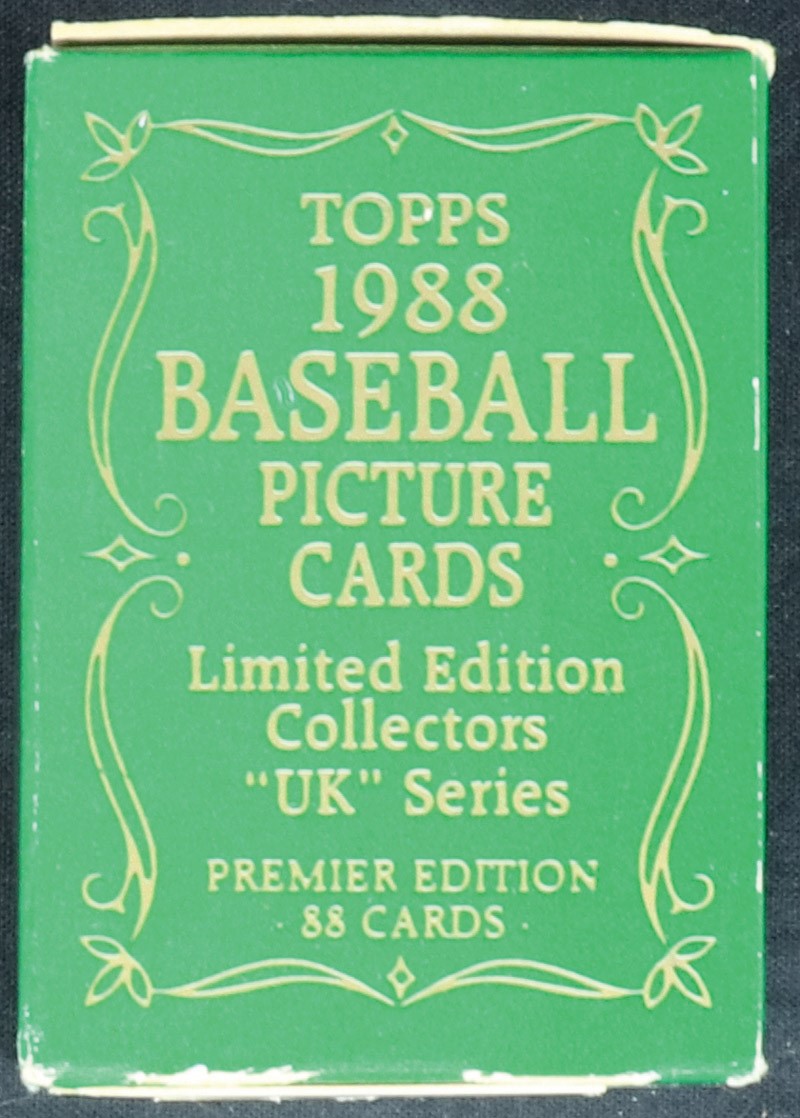 TOPPS
1988
BASEBALL
PICTURE
CARDS
Limited Edition
Collectors
"UK" Series
PREMIER EDITION
· 88 CARDS ·